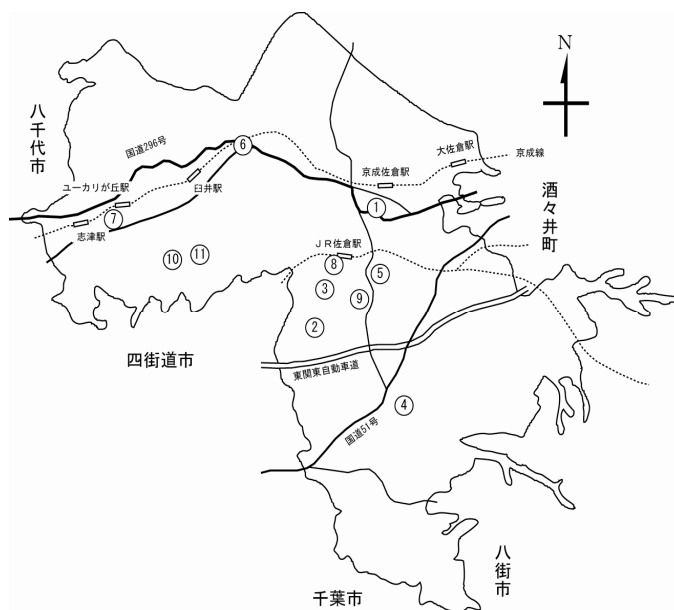 N
八千代市
国道296号
⑥
大佐倉駅
京成線
京成佐倉駅
ユーカリが丘駅
臼井駅
酒々井町
①
⑦
志津駅
JR佐倉駅
⑩
⑪
⑧
⑤
③
⑨
②
四街道市
東関東自動車道
④
国道51号
八街市
千葉市